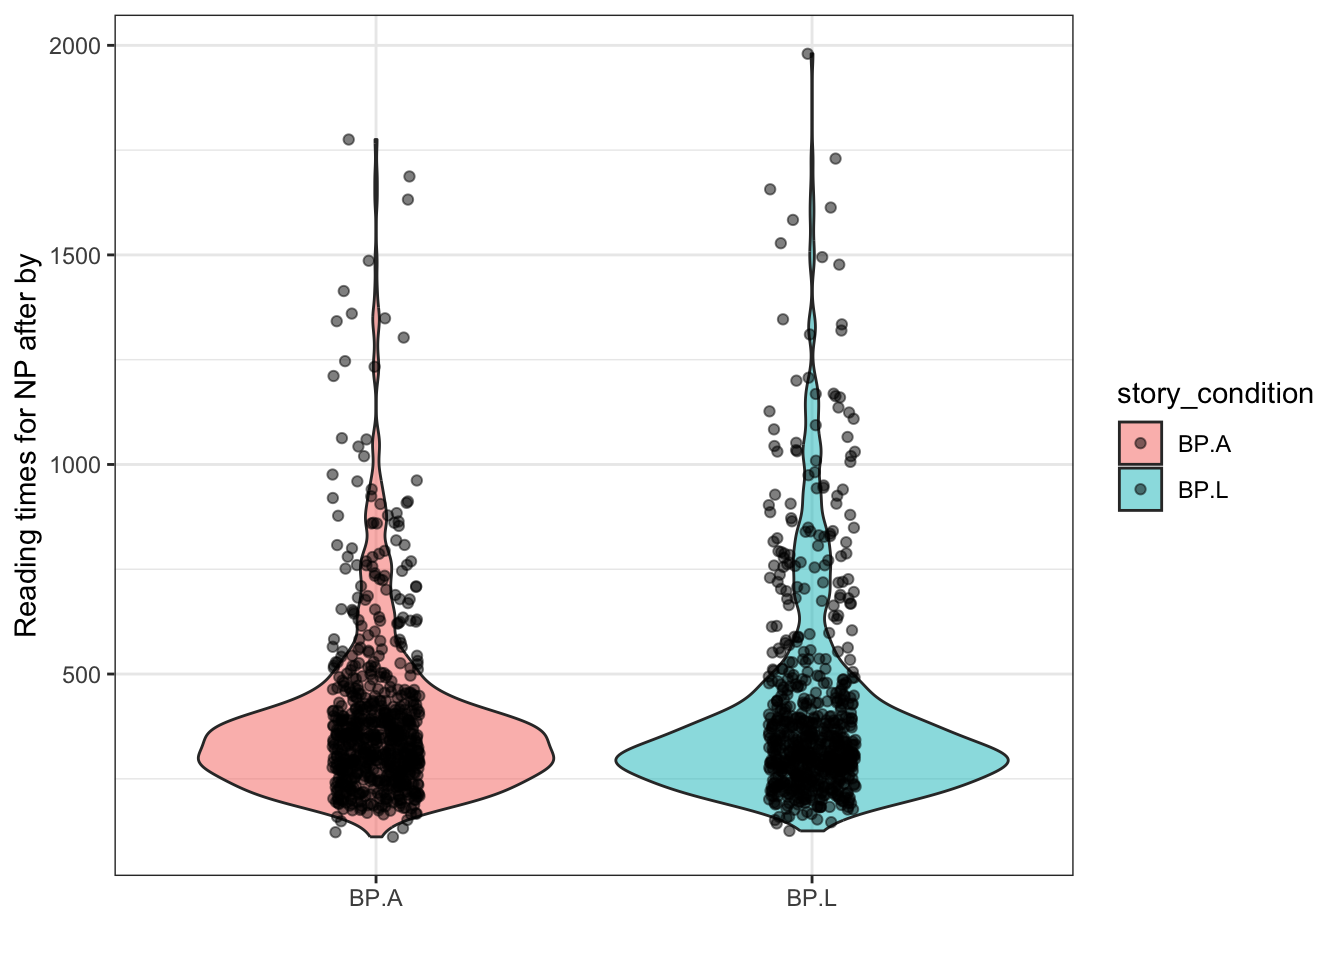 Reading times for NP after by
2000
1500
1000
500
BP.A
BP.L
story_condition
BP.A
BP.L